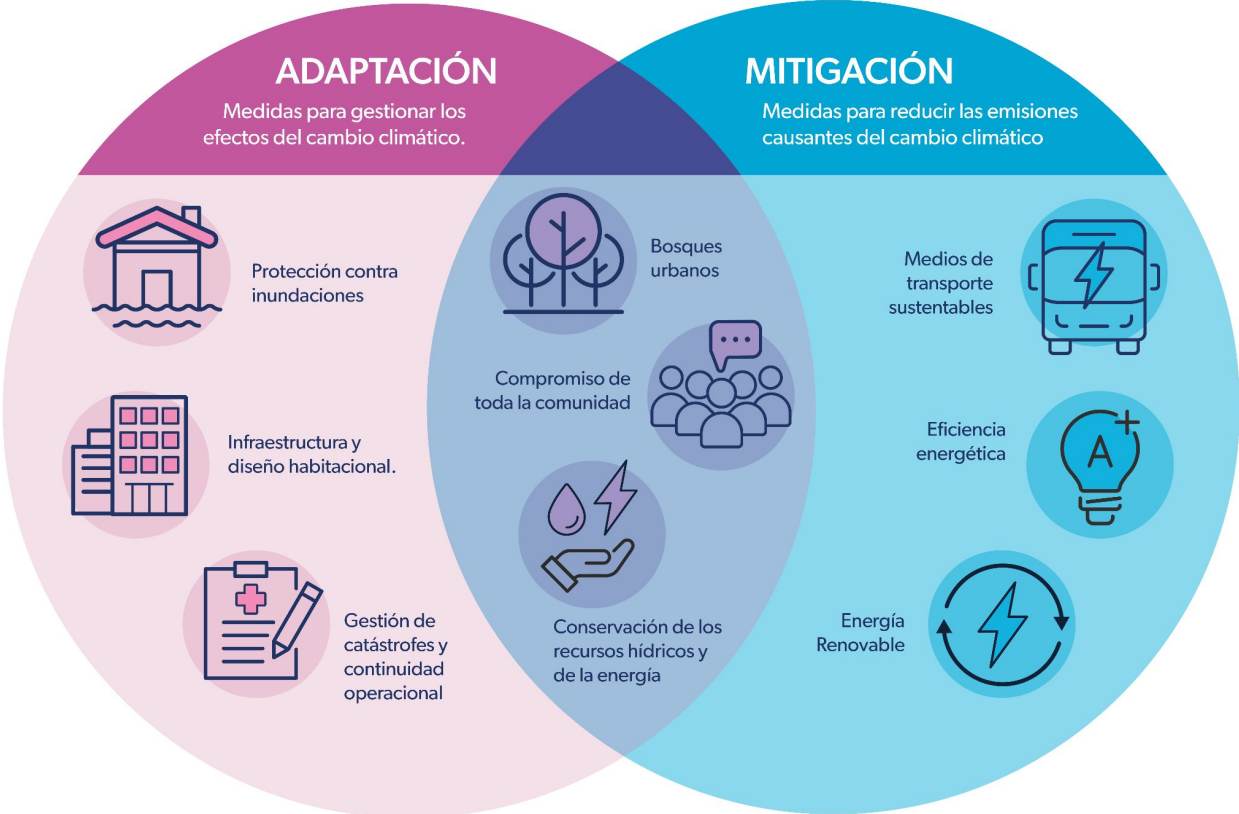 ADAPTACIÓN
Medidas para gestionar los
efectos del cambio climático.
MITIGACIÓN
Medidas para reducir las emisiones
causantes del cambio climático
Protección contra
inundaciones
Infraestructura y
diseño habitacional.
Gestión de
catástrofes y
continuidad
operacional
Bosques
urbanos
Compromiso de
toda la comunidad
Conservación de los
recursos hídricos y
de la energía
Medios de
transporte
sustentables
Eficiencia
energética
A+
Energía
Renovable